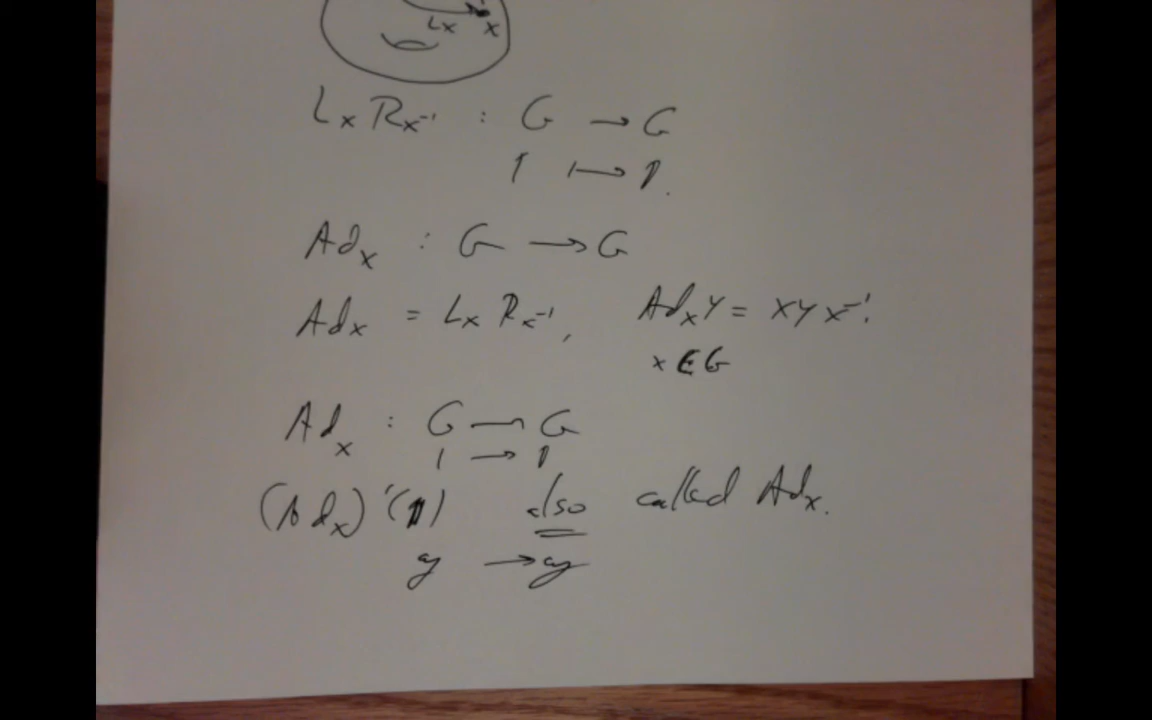 Lx x
Lx Rx⁻¹ : G → G
1 ↦ 1.
Adx : G → G
Adx = Lx Rx⁻¹, Adx y = x y x⁻¹.
x ∈ G
Adx : G → G
1 → 1
(Adx)'(1) also called Adx.
𝔤 → 𝔤